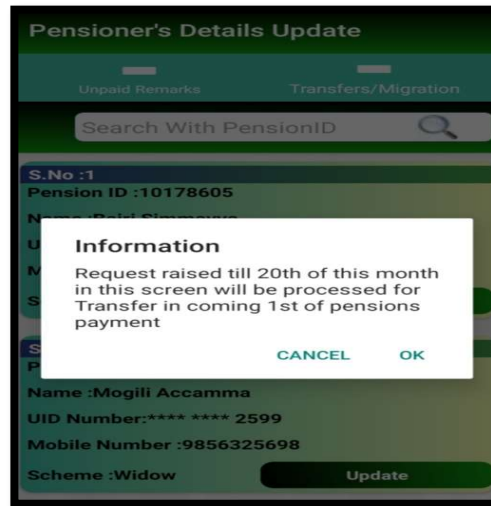 Pensioner's Details Update
Unpaid Remarks Transfers/Migration
Search With PensionID
S.No :1
Pension ID :10178605
Information
Request raised till 20th of this month
in this screen will be processed for
Transfer in coming 1st of pensions
payment
CANCEL OK
Name :Mogili Accamma
UID Number:**** **** 2599
Mobile Number :9856325698
Scheme :Widow Update